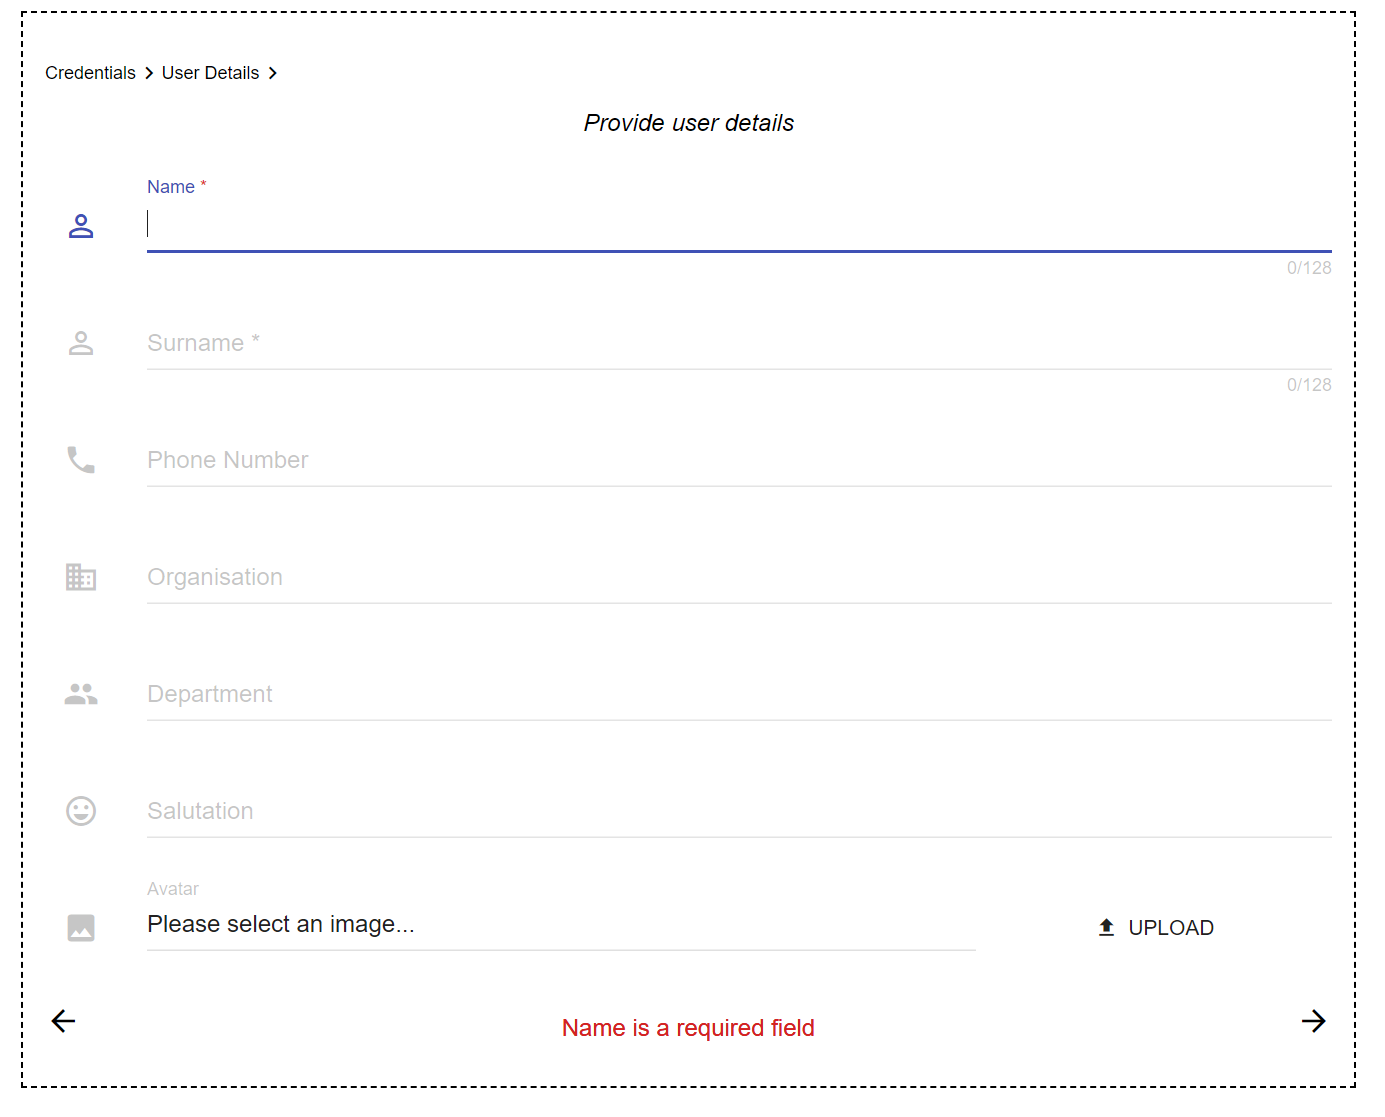 Credentials > User Details >
Provide user details
Name *
0/128
Surname *
0/128
Phone Number
Organisation
Department
Salutation
Avatar
Please select an image...
UPLOAD
Name is a required field